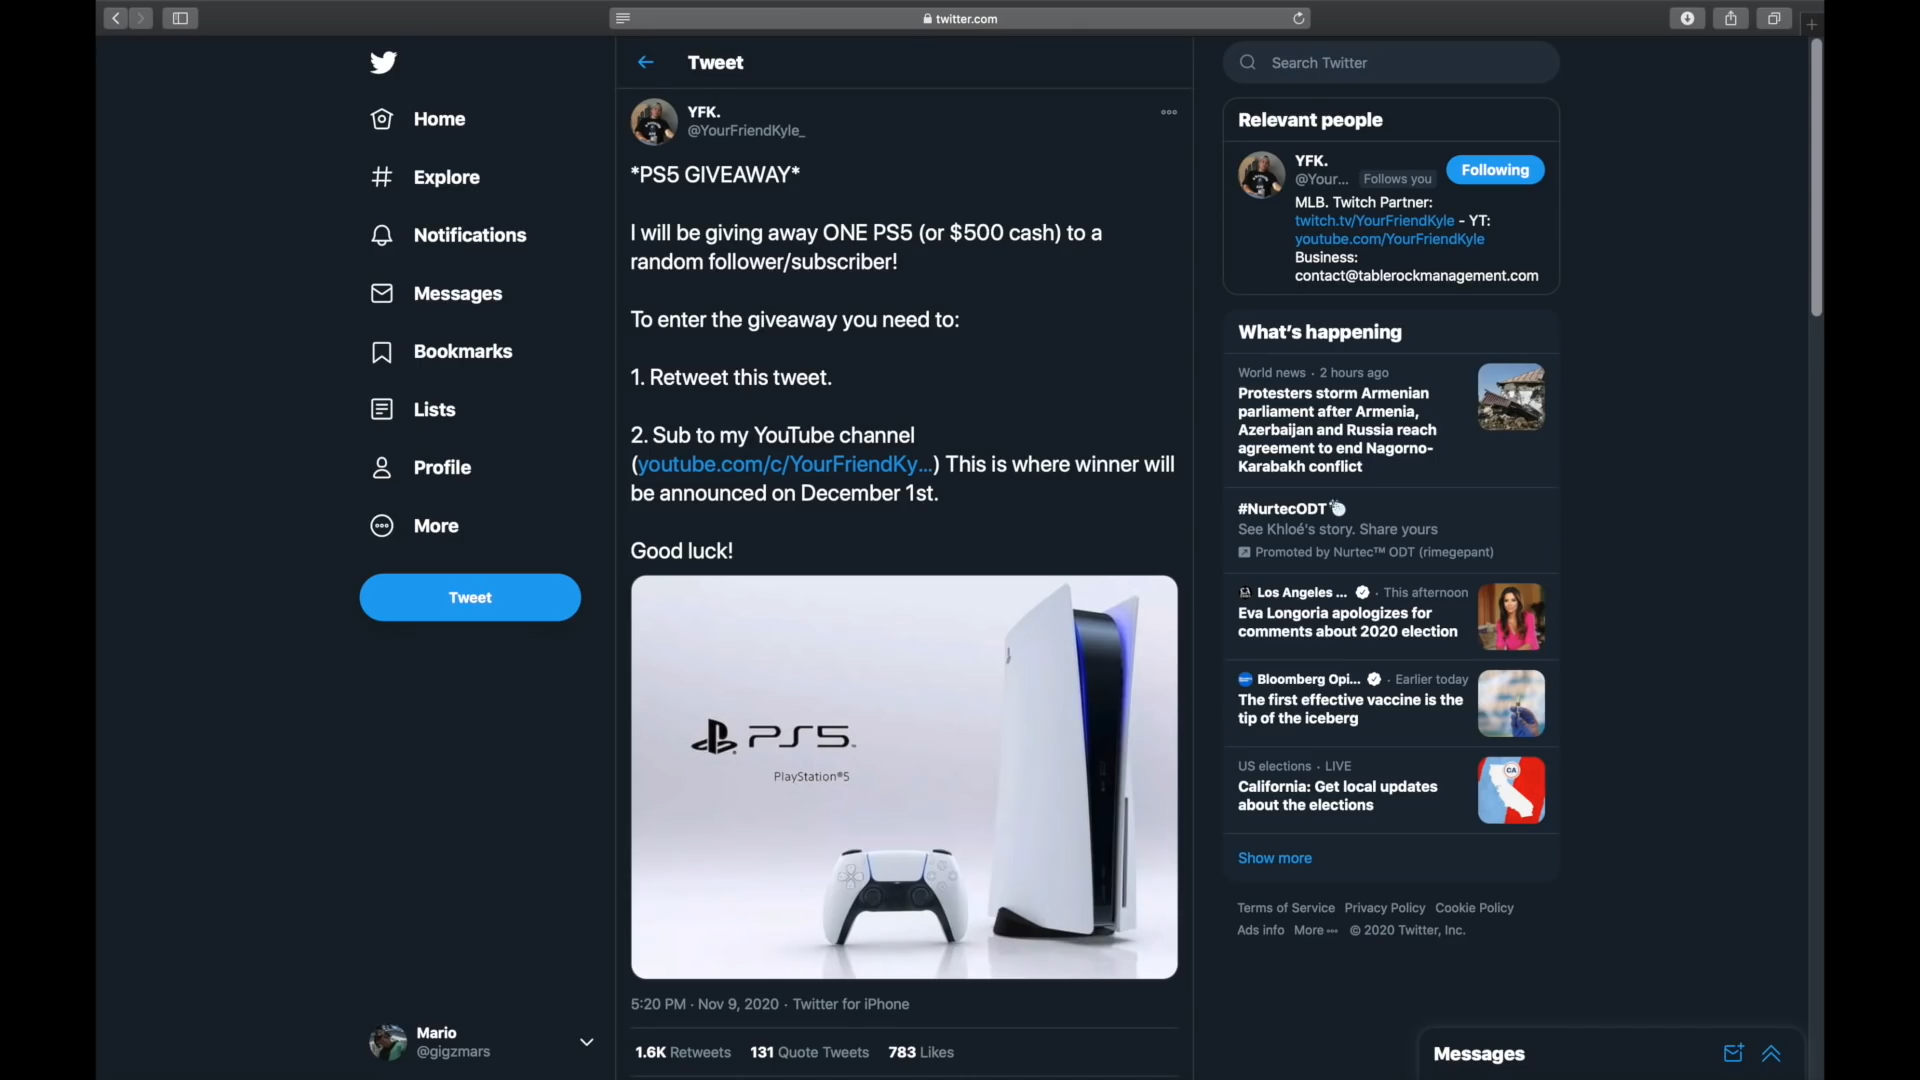 twitter.com
Home
Explore
Notifications
Messages
Bookmarks
Lists
Profile
More
Tweet
Mario
@gigzmars
Tweet
YFK.
@YourFriendKyle_
*PS5 GIVEAWAY*
I will be giving away ONE PS5 (or $500 cash) to a
random follower/subscriber!
To enter the giveaway you need to:
1. Retweet this tweet.
2. Sub to my YouTube channel
(youtube.com/c/YourFriendKy...) This is where winner will
be announced on December 1st.
Good luck!
PS5™
PlayStation®5
5:20 PM · Nov 9, 2020 · Twitter for iPhone
1.6K Retweets 131 Quote Tweets 783 Likes
Search Twitter
Relevant people
YFK.
@Your... Follows you
Following
MLB. Twitch Partner:
twitch.tv/YourFriendKyle - YT:
youtube.com/YourFriendKyle
Business:
contact@tablerockmanagement.com
What's happening
World news · 2 hours ago
Protesters storm Armenian
parliament after Armenia,
Azerbaijan and Russia reach
agreement to end Nagorno-
Karabakh conflict
#NurtecODT
See Khloé's story. Share yours
Promoted by Nurtec™ ODT (rimegepant)
Los Angeles ... · This afternoon
Eva Longoria apologizes for
comments about 2020 election
Bloomberg Opi... · Earlier today
The first effective vaccine is the
tip of the iceberg
US elections · LIVE
California: Get local updates
about the elections
CA
Show more
Terms of Service Privacy Policy Cookie Policy
Ads info More ••• © 2020 Twitter, Inc.
Messages